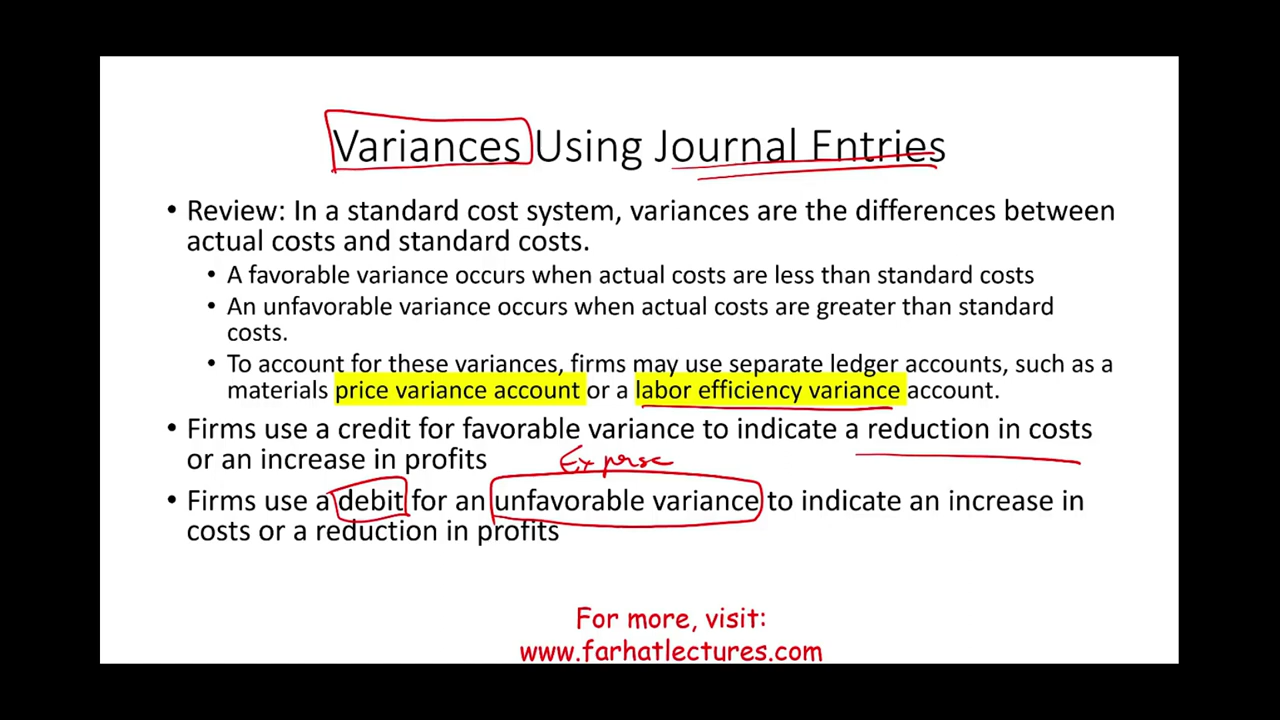 Variances Using Journal Entries
• Review: In a standard cost system, variances are the differences between
actual costs and standard costs.
• A favorable variance occurs when actual costs are less than standard costs
• An unfavorable variance occurs when actual costs are greater than standard
costs.
• To account for these variances, firms may use separate ledger accounts, such as a
materials price variance account or a labor efficiency variance account.
• Firms use a credit for favorable variance to indicate a reduction in costs
or an increase in profits
• Firms use a debit for an unfavorable variance to indicate an increase in
costs or a reduction in profits
For more, visit:
www.farhatlectures.com